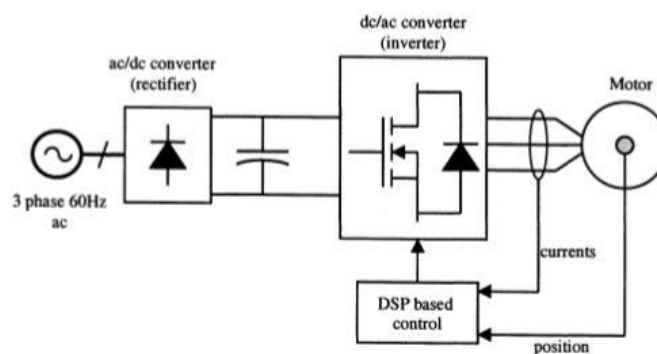 dc/ac converter
(inverter)
ac/dc converter
(rectifier)
Motor
3 phase 60Hz
ac
currents
DSP based
control
position